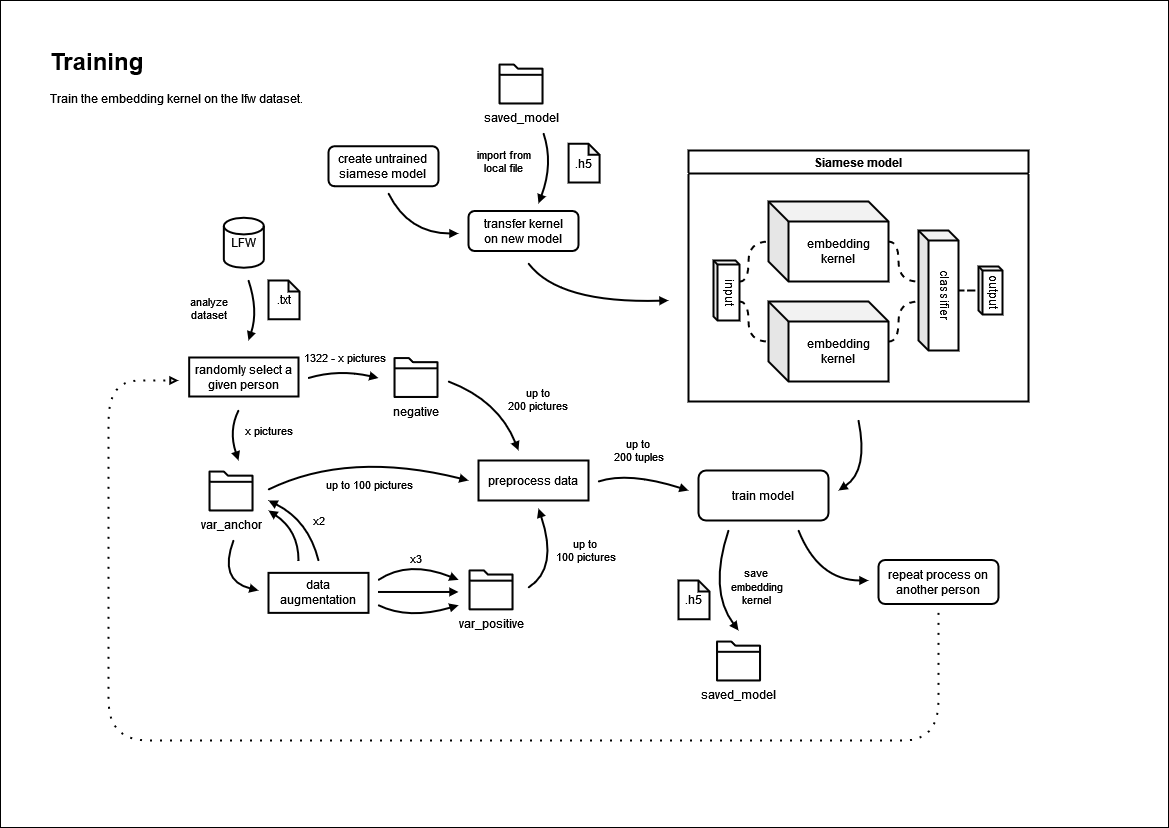 Training
Train the embedding kernel on the lfw dataset.
saved_model
create untrained
siamese model
import from
local file
.h5
transfer kernel
on new model
Siamese model
embedding
kernel
input
classifier
output
embedding
kernel
LFW
analyze
dataset
.txt
randomly select a
given person
1322 - x pictures
negative
up to
200 pictures
x pictures
var_anchor
up to 100 pictures
preprocess data
up to
200 tuples
train model
x2
data
augmentation
x3
var_positive
up to
100 pictures
.h5
save
embedding
kernel
saved_model
repeat process on
another person